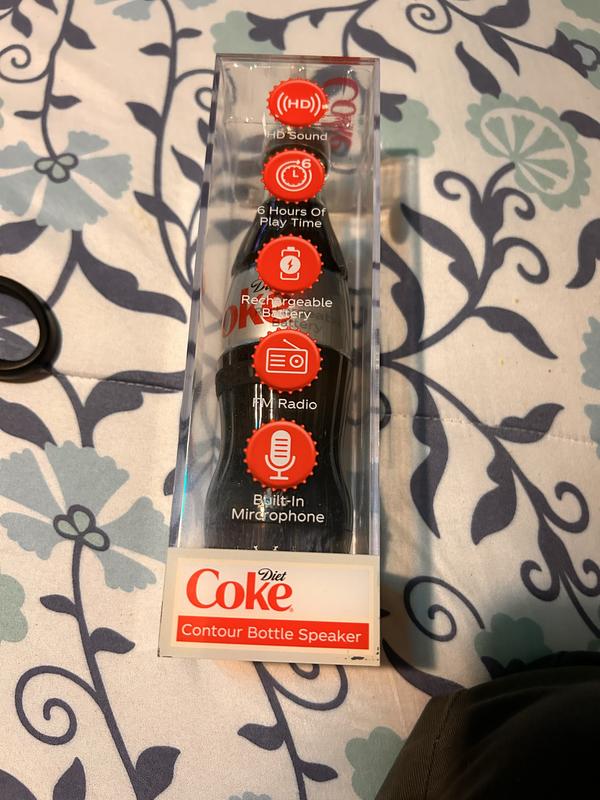 ((HD))
HD Sound
6
6 Hours Of
Play Time
Rechargeable
Battery
FM Radio
Built-In
Mircrophone
Diet
Coke
Contour Bottle Speaker